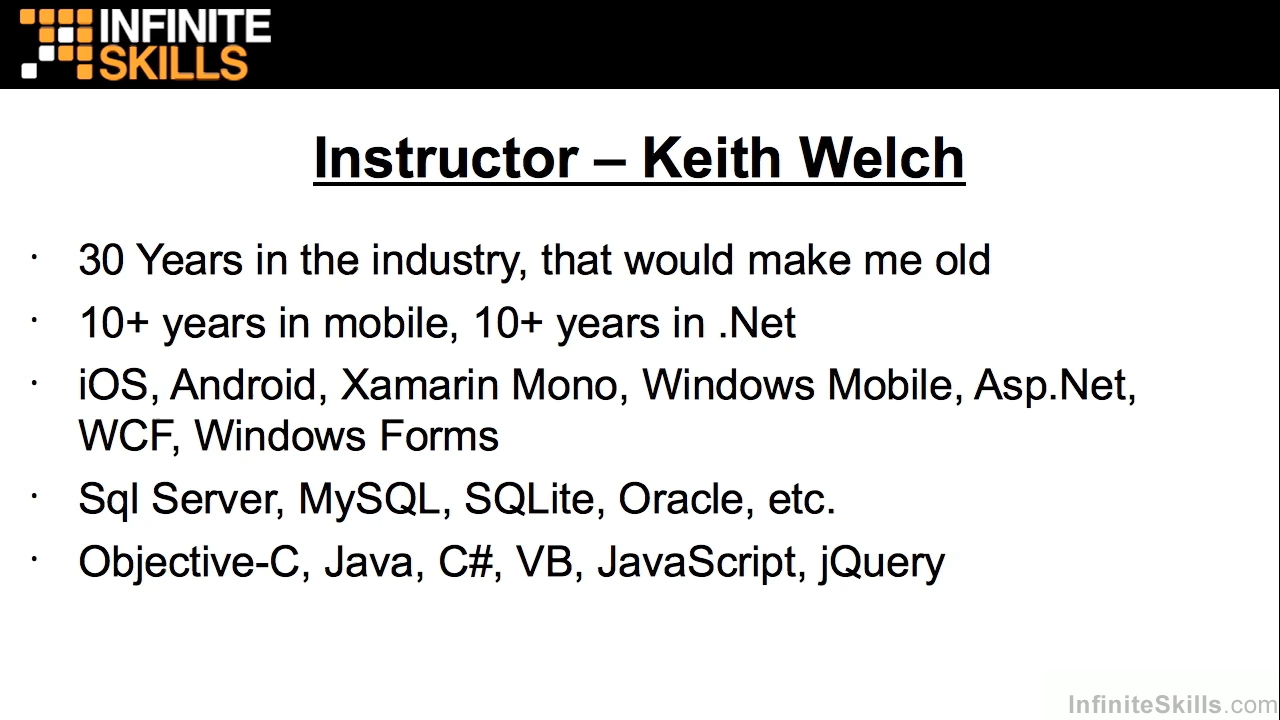 INFINITE
SKILLS
Instructor – Keith Welch
· 30 Years in the industry, that would make me old
· 10+ years in mobile, 10+ years in .Net
· iOS, Android, Xamarin Mono, Windows Mobile, Asp.Net,
WCF, Windows Forms
· Sql Server, MySQL, SQLite, Oracle, etc.
· Objective-C, Java, C#, VB, JavaScript, jQuery
InfiniteSkills.com